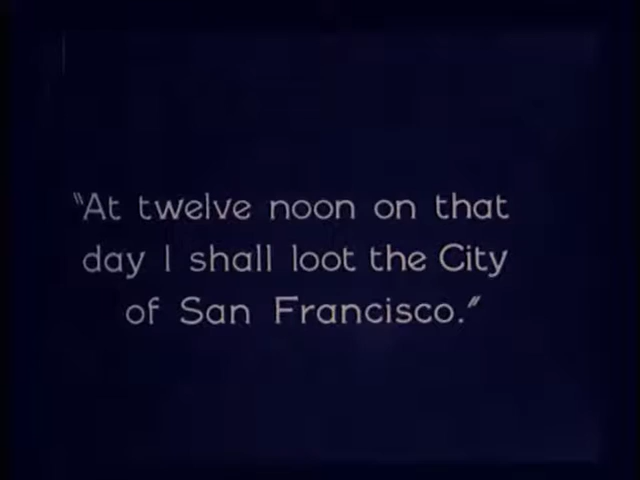 "At twelve noon on that
day I shall loot the City
of San Francisco."